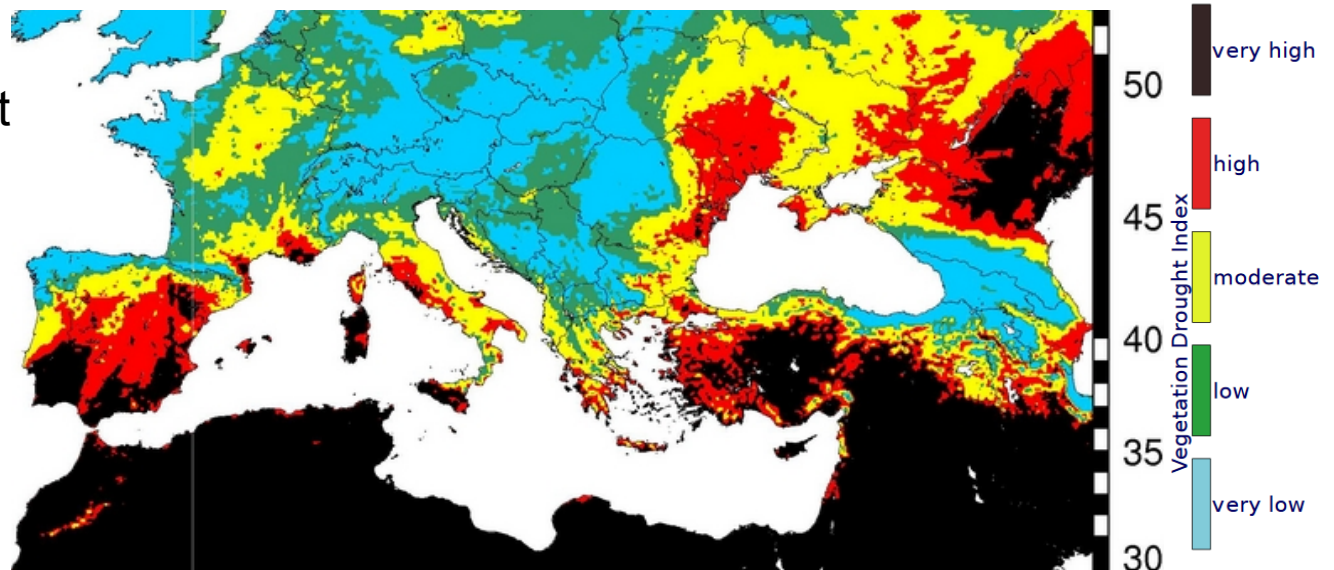 t
50
45
40
35
30
Vegetation Drought Index
very high
high
moderate
low
very low